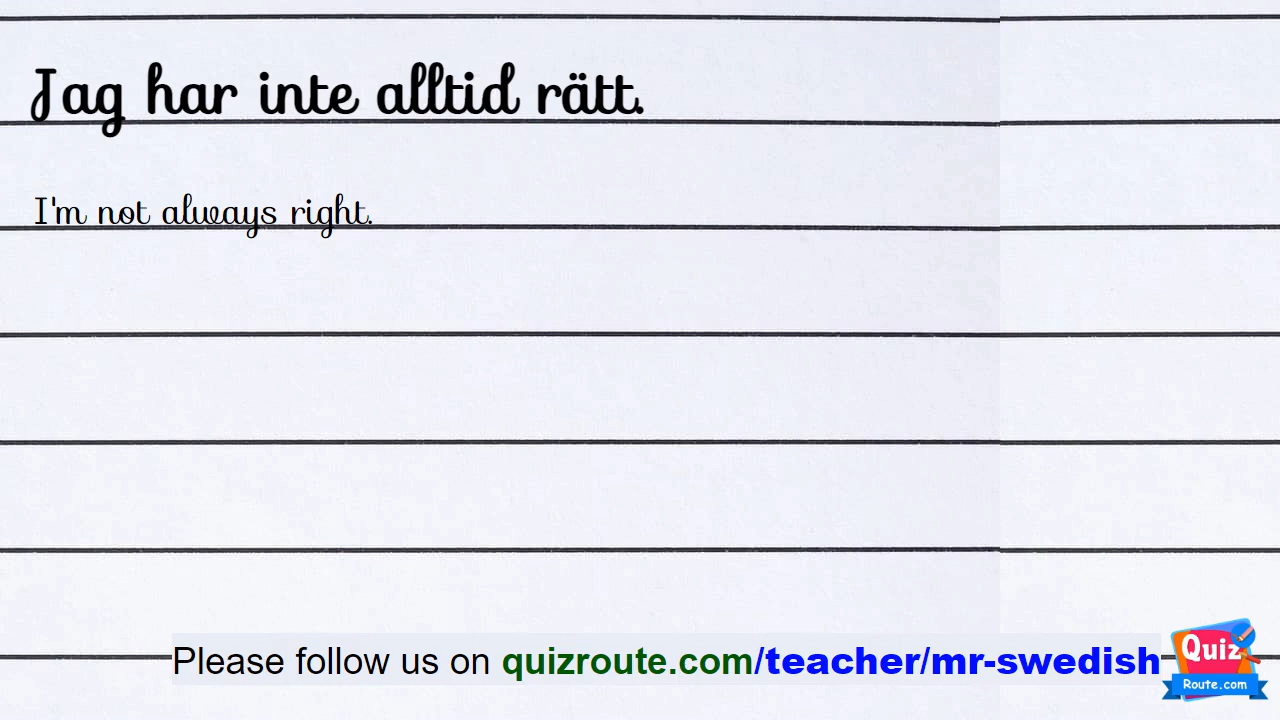 Jag har inte alltid rätt.
I'm not always right.
Please follow us on quizroute.com/teacher/mr-swedish
Quiz
Route.com